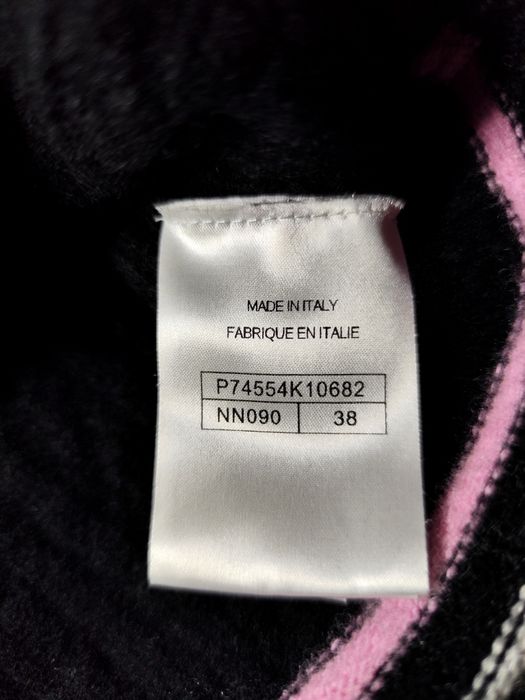 MADE IN ITALY
FABRIQUE EN ITALIE
P74554K10682
NN090 38